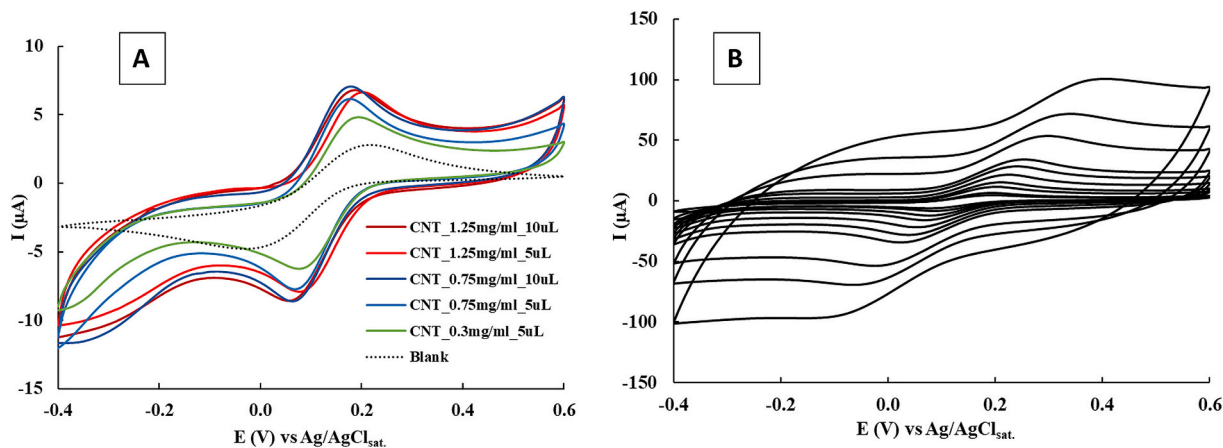 A
10
5
0
-5
-10
-15
I (µA)
-0.4
-0.2
0.0
0.2
0.4
0.6
E (V) vs Ag/AgCl sat.
CNT_1.25mg/ml_10uL
CNT_1.25mg/ml_5uL
CNT_0.75mg/ml_10uL
CNT_0.75mg/ml_5uL
CNT_0.3mg/ml_5uL
Blank
B
150
100
50
0
-50
-100
-150
I (µA)
-0.4
-0.2
0.0
0.2
0.4
0.6
E (V) vs Ag/AgCl sat.